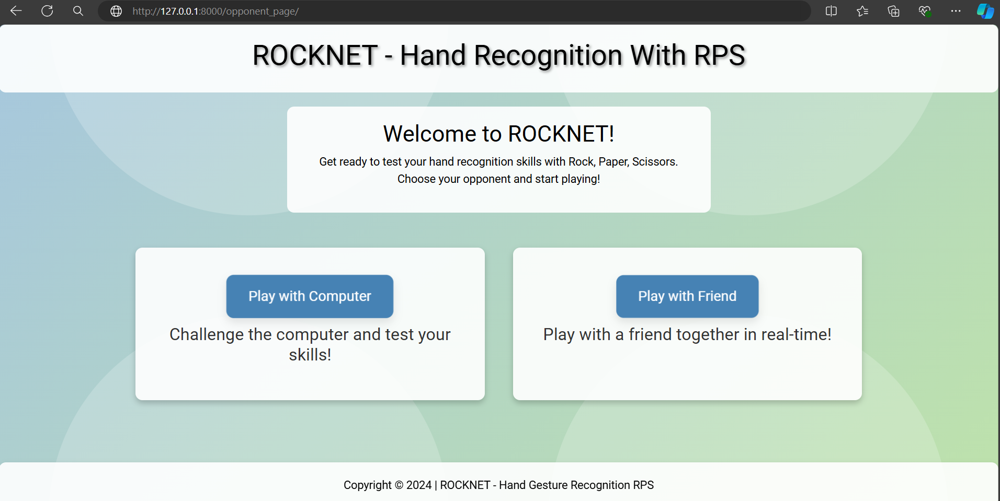 http://127.0.0.1:8000/opponent_page/
ROCKNET - Hand Recognition With RPS
Welcome to ROCKNET!
Get ready to test your hand recognition skills with Rock, Paper, Scissors.
Choose your opponent and start playing!
Play with Computer
Challenge the computer and test your
skills!
Play with Friend
Play with a friend together in real-time!
Copyright © 2024 | ROCKNET - Hand Gesture Recognition RPS